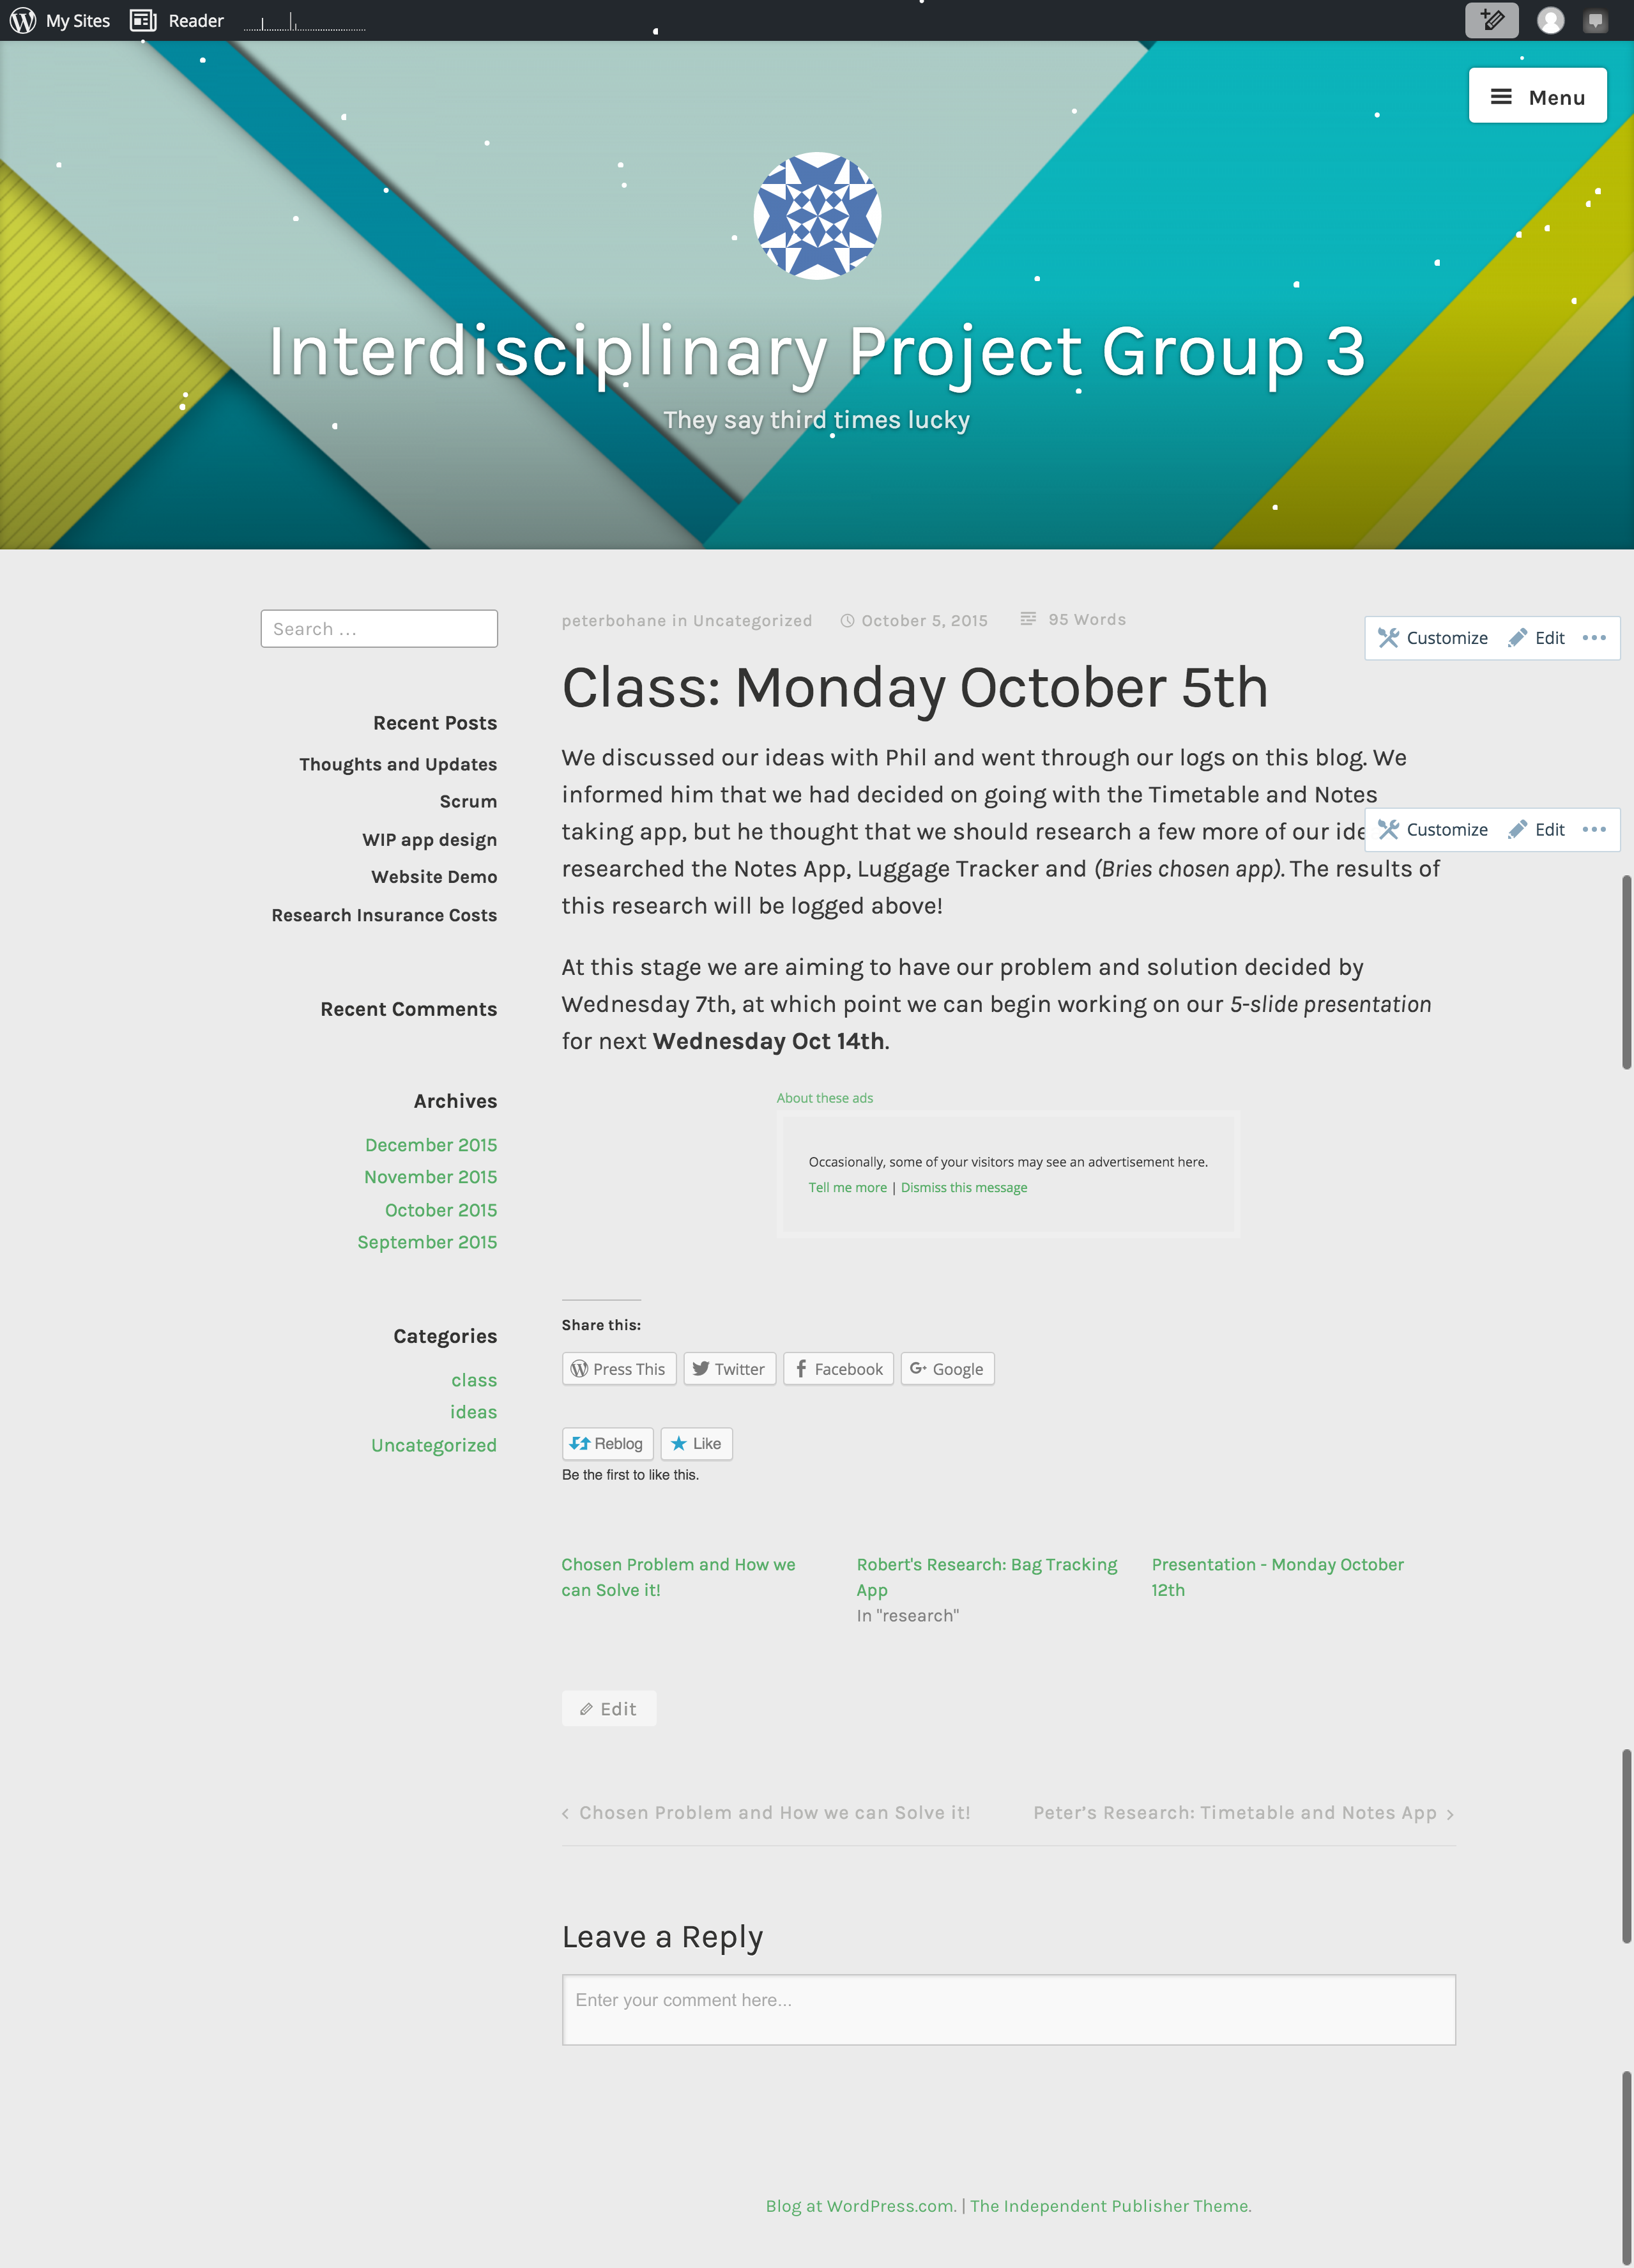 My Sites
Reader
Menu
Interdisciplinary Project Group 3
They say third times lucky
Search ...
Recent Posts
Thoughts and Updates
Scrum
WIP app design
Website Demo
Research Insurance Costs
Recent Comments
Archives
December 2015
November 2015
October 2015
September 2015
Categories
class
ideas
Uncategorized
peterbohane in Uncategorized October 5, 2015 95 Words
Customize Edit
Class: Monday October 5th
We discussed our ideas with Phil and went through our logs on this blog. We
informed him that we had decided on going with the Timetable and Notes
taking app, but he thought that we should research a few more of our
Customize Edit
researched the Notes App, Luggage Tracker and (Bries chosen app). The results of
this research will be logged above!
At this stage we are aiming to have our problem and solution decided by
Wednesday 7th, at which point we can begin working on our 5-slide presentation
for next Wednesday Oct 14th.
About these ads
Occasionally, some of your visitors may see an advertisement here.
Tell me more | Dismiss this message
Share this:
Press This Twitter Facebook Google
Reblog Like
Be the first to like this.
Chosen Problem and How we
can Solve it!
Robert's Research: Bag Tracking
App
In "research"
Presentation - Monday October
12th
Edit
Chosen Problem and How we can Solve it!
Peter’s Research: Timetable and Notes App
Leave a Reply
Enter your comment here...
Blog at WordPress.com. | The Independent Publisher Theme.